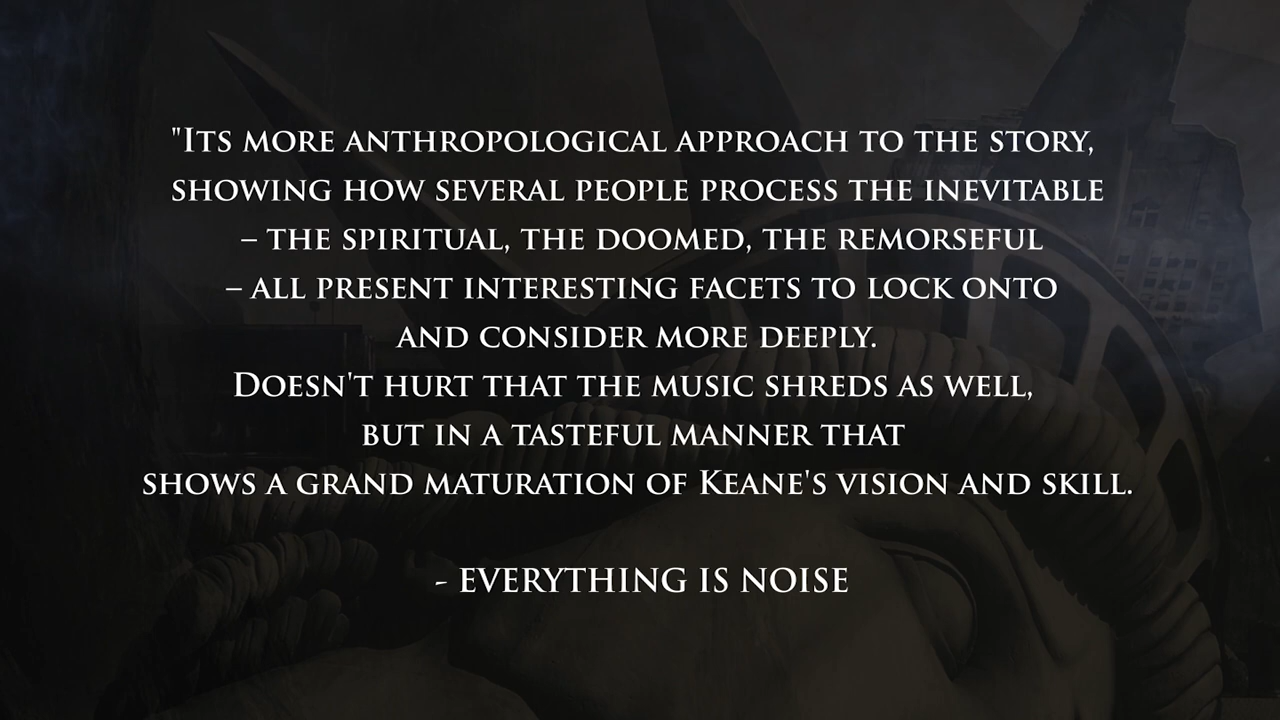 "Its more anthropological approach to the story,
showing how several people process the inevitable
– the spiritual, the doomed, the remorseful
– all present interesting facets to lock onto
and consider more deeply.
Doesn't hurt that the music shreds as well,
but in a tasteful manner that
shows a grand maturation of Keane's vision and skill.
- EVERYTHING IS NOISE